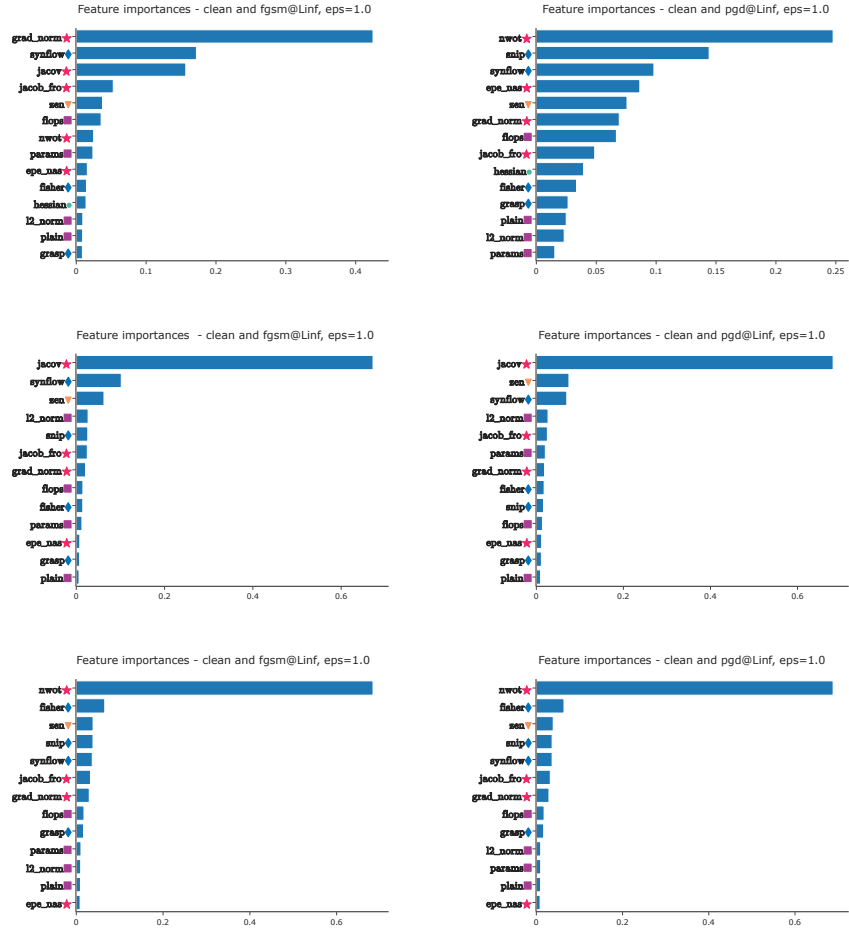 Feature importances - clean and fgsm@Linf, eps=1.0
grad_norm
synflow
jacov
jacob_fro
zen
flops
nwot
params
epe_nas
fisher
hessian
l2_norm
plain
grasp
0 0.1 0.2 0.3 0.4
Feature importances - clean and pgd@Linf, eps=1.0
nwot
snip
synflow
epe_nas
zen
grad_norm
flops
jacob_fro
hessian
fisher
grasp
plain
l2_norm
params
0 0.05 0.1 0.15 0.2 0.25
Feature importances - clean and fgsm@Linf, eps=1.0
jacov
synflow
zen
l2_norm
snip
jacob_fro
grad_norm
flops
fisher
params
epe_nas
grasp
plain
0 0.2 0.4 0.6
Feature importances - clean and pgd@Linf, eps=1.0
jacov
zen
synflow
l2_norm
jacob_fro
params
grad_norm
fisher
snip
flops
epe_nas
grasp
plain
0 0.2 0.4 0.6
Feature importances - clean and fgsm@Linf, eps=1.0
nwot
fisher
zen
snip
synflow
jacob_fro
grad_norm
flops
grasp
params
l2_norm
plain
epe_nas
0 0.2 0.4 0.6
Feature importances - clean and pgd@Linf, eps=1.0
nwot
fisher
zen
snip
synflow
jacob_fro
grad_norm
flops
grasp
l2_norm
params
plain
epe_nas
0 0.2 0.4 0.6